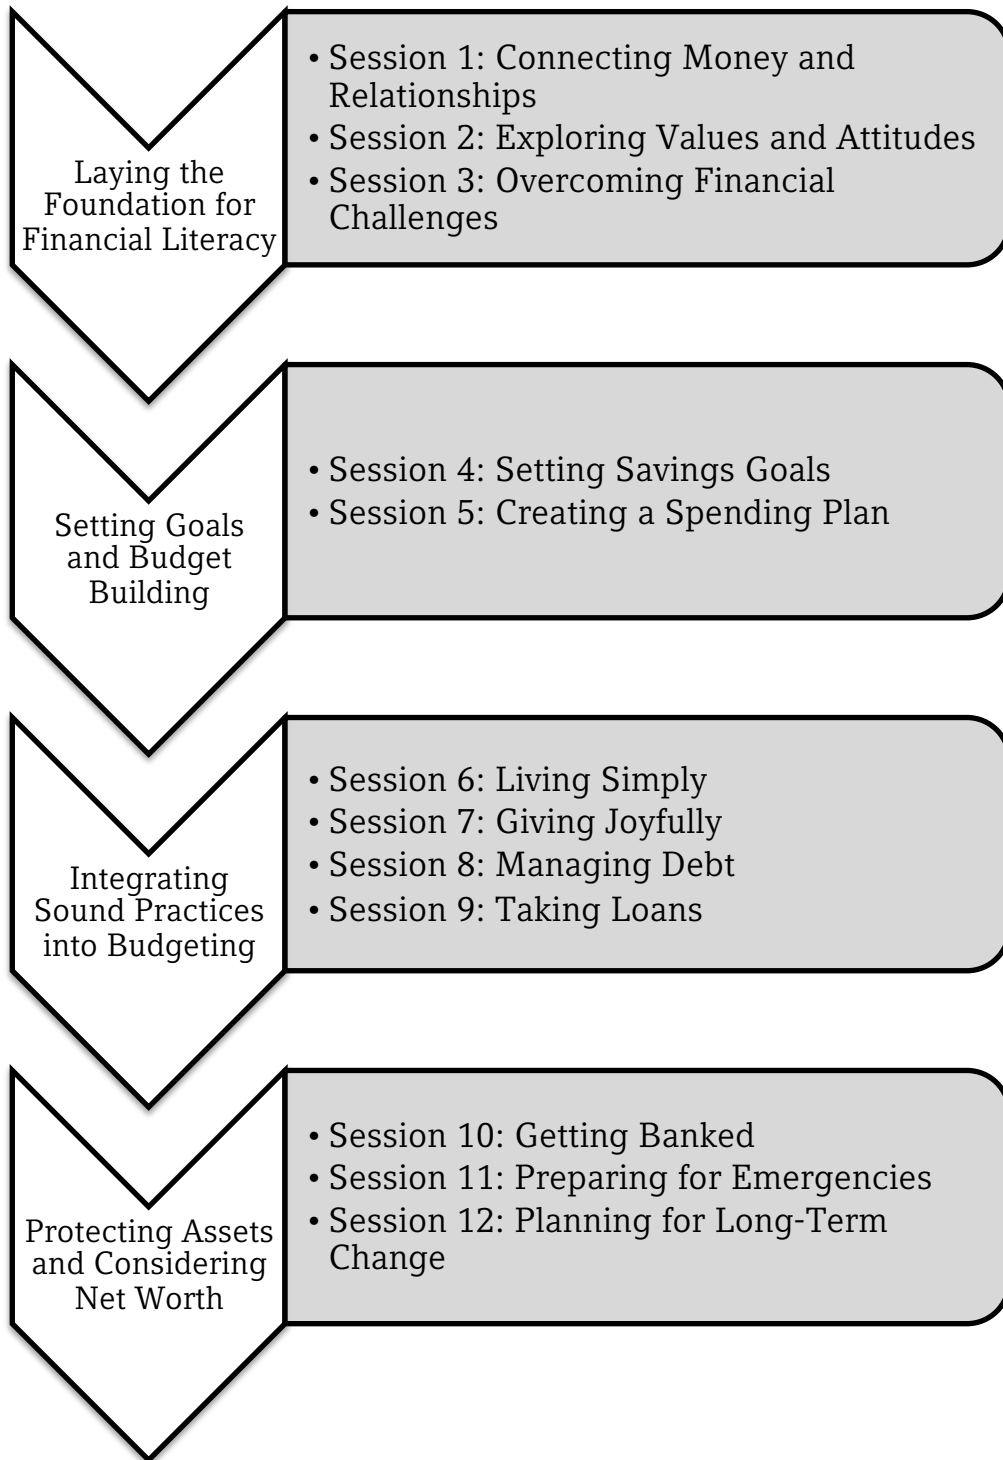 Laying the
Foundation for
Financial Literacy
• Session 1: Connecting Money and
Relationships
• Session 2: Exploring Values and Attitudes
• Session 3: Overcoming Financial
Challenges
Setting Goals
and Budget
Building
• Session 4: Setting Savings Goals
• Session 5: Creating a Spending Plan
Integrating
Sound Practices
into Budgeting
• Session 6: Living Simply
• Session 7: Giving Joyfully
• Session 8: Managing Debt
• Session 9: Taking Loans
Protecting Assets
and Considering
Net Worth
• Session 10: Getting Banked
• Session 11: Preparing for Emergencies
• Session 12: Planning for Long-Term
Change